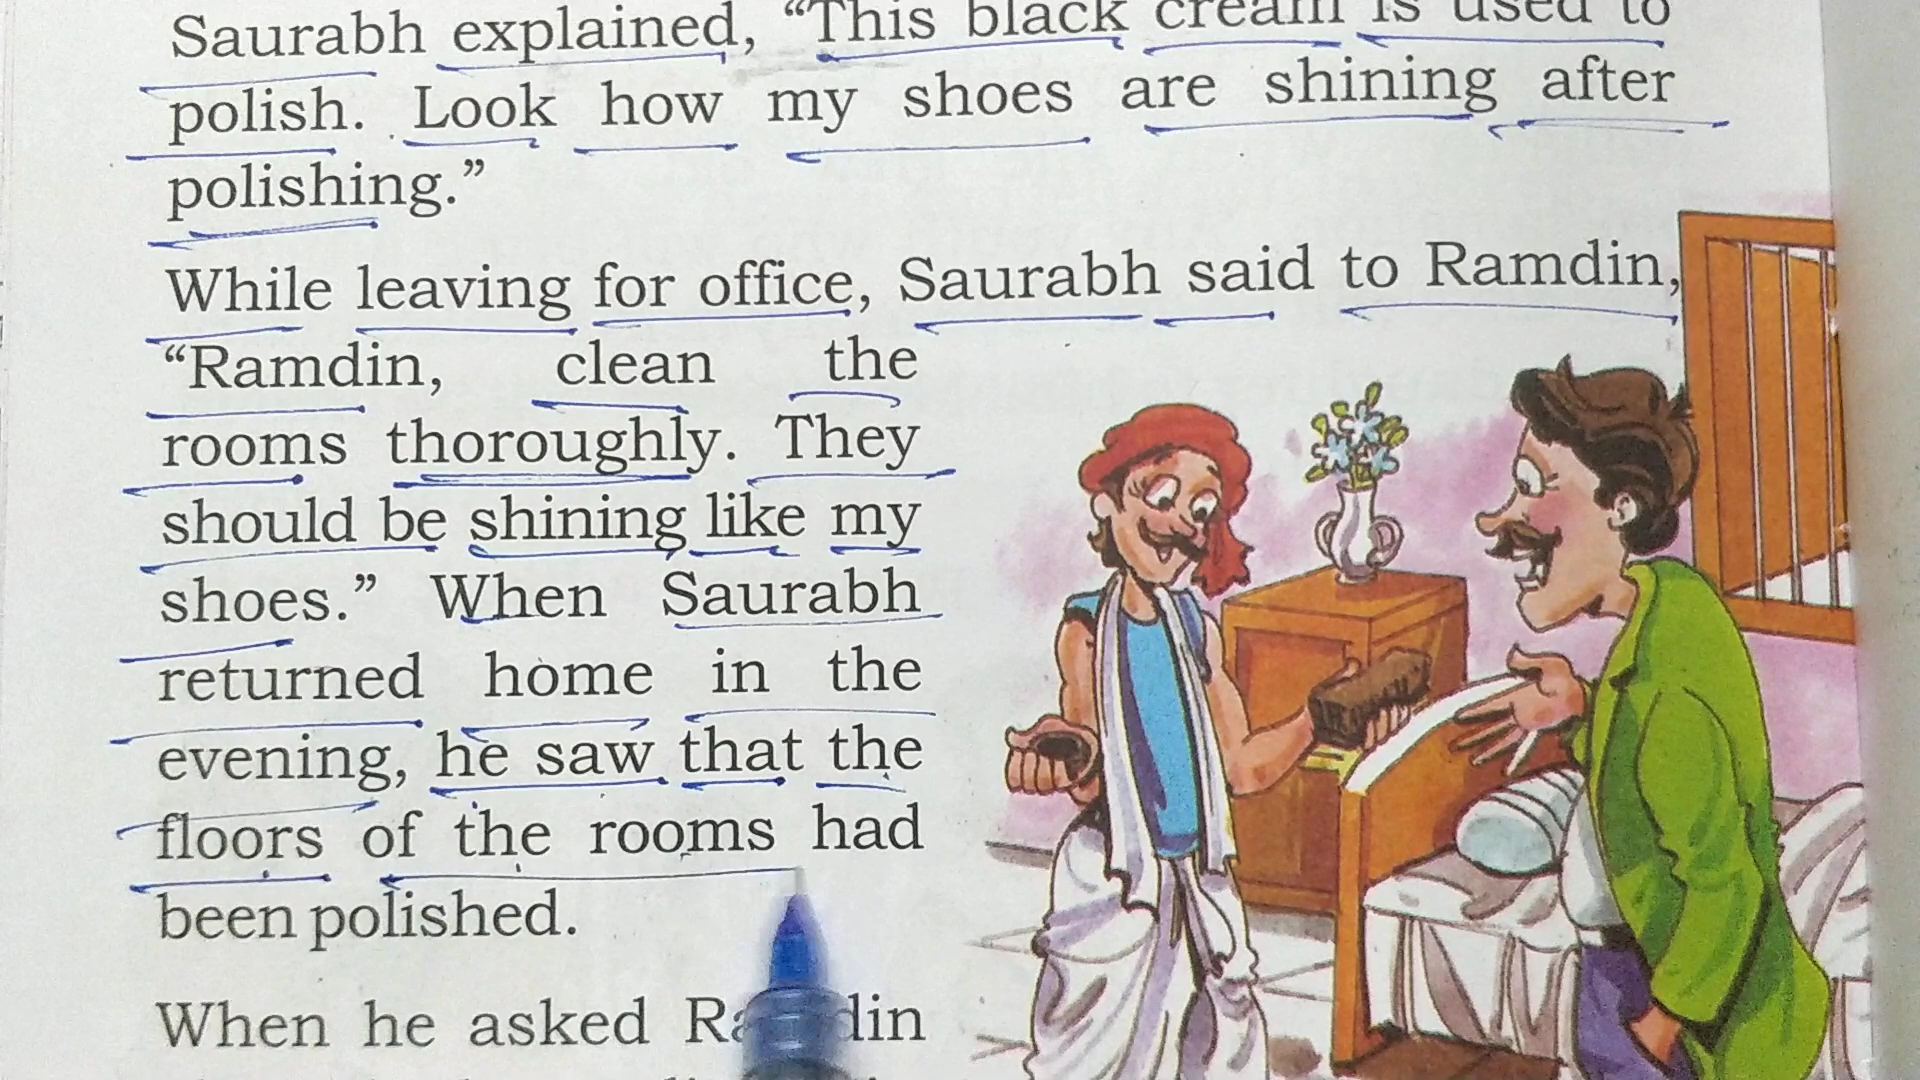 Saurabh explained, “This black cream is used to
polish. Look how my shoes are shining after
polishing.”
While leaving for office, Saurabh said to Ramdin,
“Ramdin, clean the
rooms thoroughly. They
should be shining like my
shoes.” When Saurabh
returned home in the
evening, he saw that the
floors of the rooms had
been polished.
When he asked Ramdin